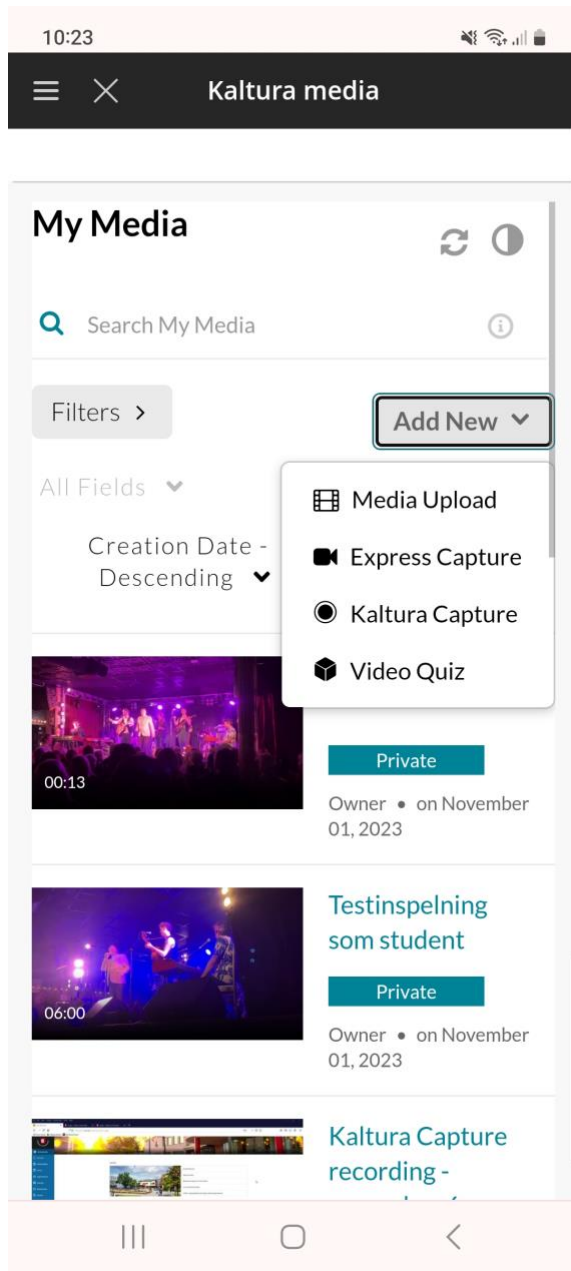 10:23
Kaltura media
My Media
Search My Media
Filters
Add New
All Fields
Media Upload
Creation Date -
Descending
Express Capture
Kaltura Capture
Video Quiz
00:13
Private
Owner • on November
01, 2023
06:00
Testinspelning
som student
Private
Owner • on November
01, 2023
Kaltura Capture
recording -